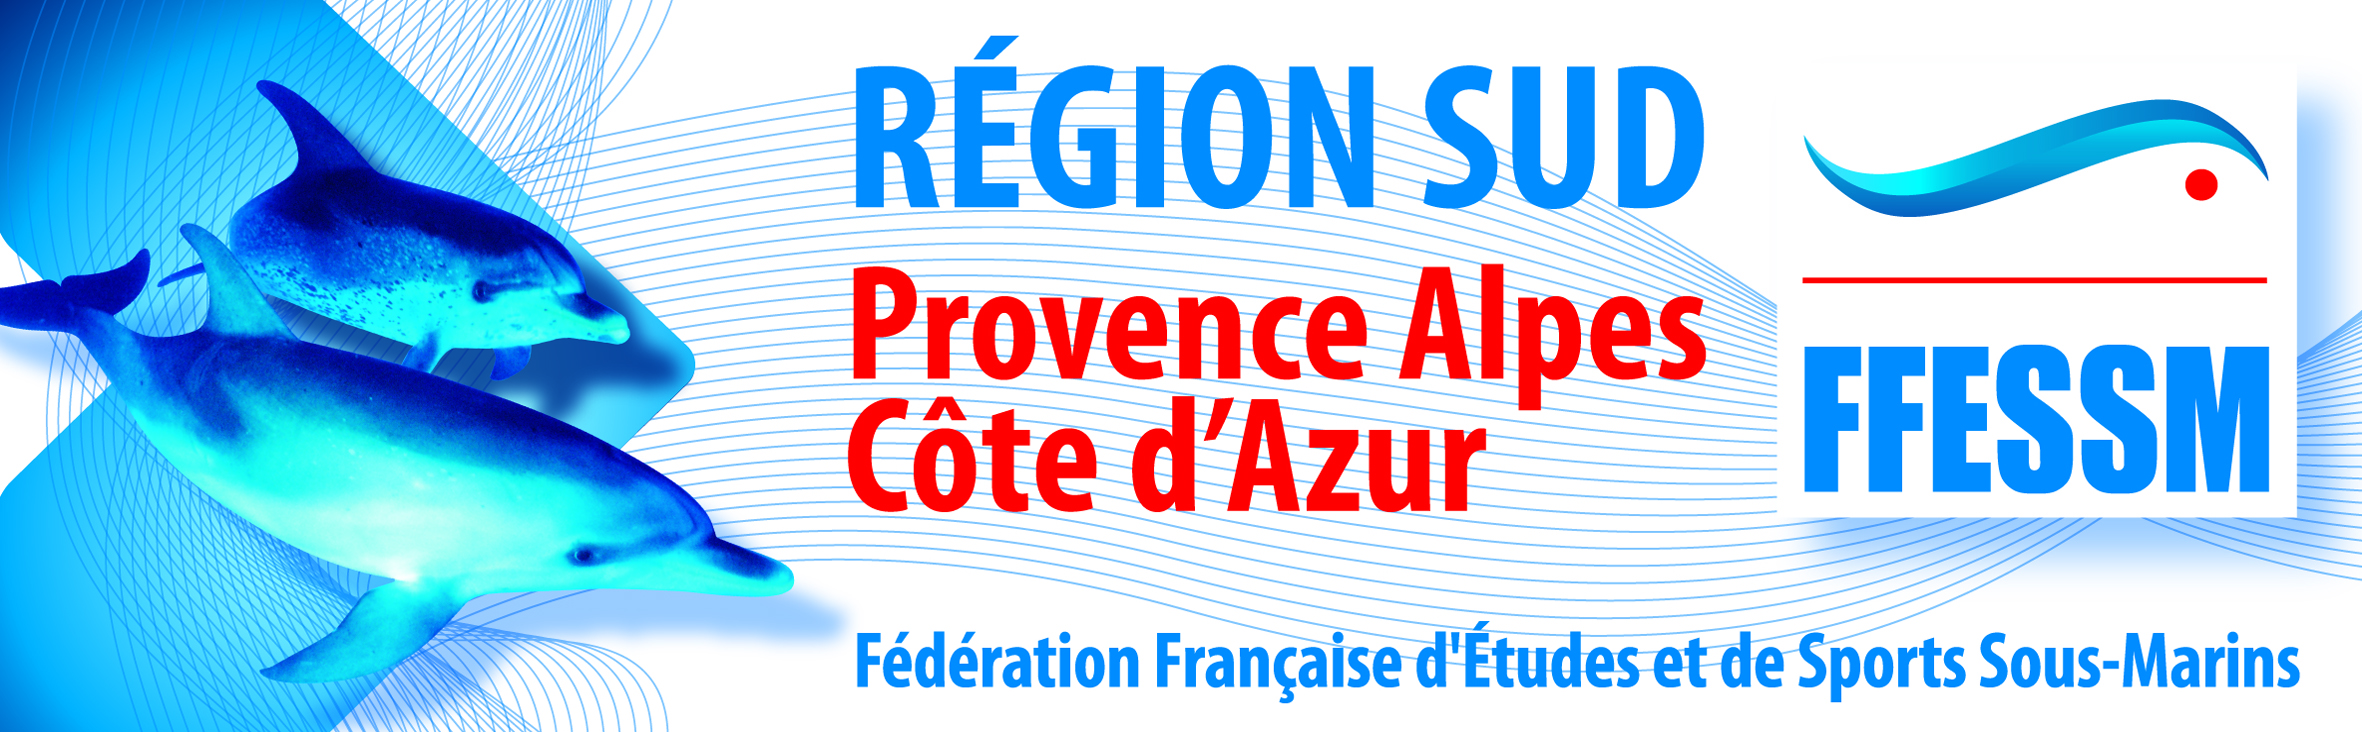 RÉGION SUD
Provence Alpes
Côte d’Azur
FFESSM
Fédération Française d'Études et de Sports Sous-Marins